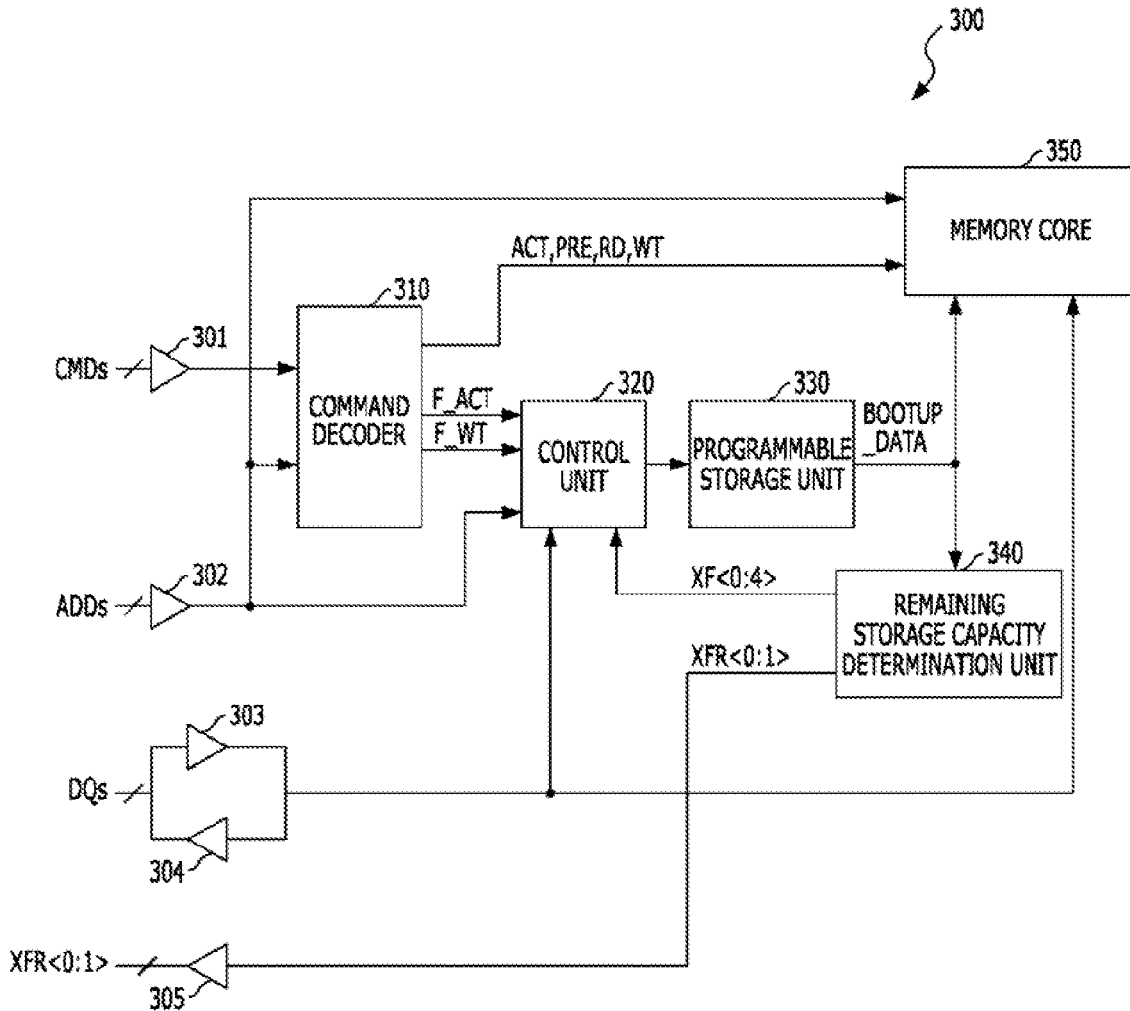 300
350
MEMORY CORE
ACT,PRE,RD,WT
310
301
CMDs
COMMAND
DECODER
F_ACT
F_WT
320
CONTROL
UNIT
330
PROGRAMMABLE
STORAGE UNIT
BOOTUP
_DATA
302
ADDs
XF<0:4>
340
REMAINING
STORAGE CAPACITY
DETERMINATION UNIT
XFR<0:1>
303
DQs
304
XFR<0:1>
305